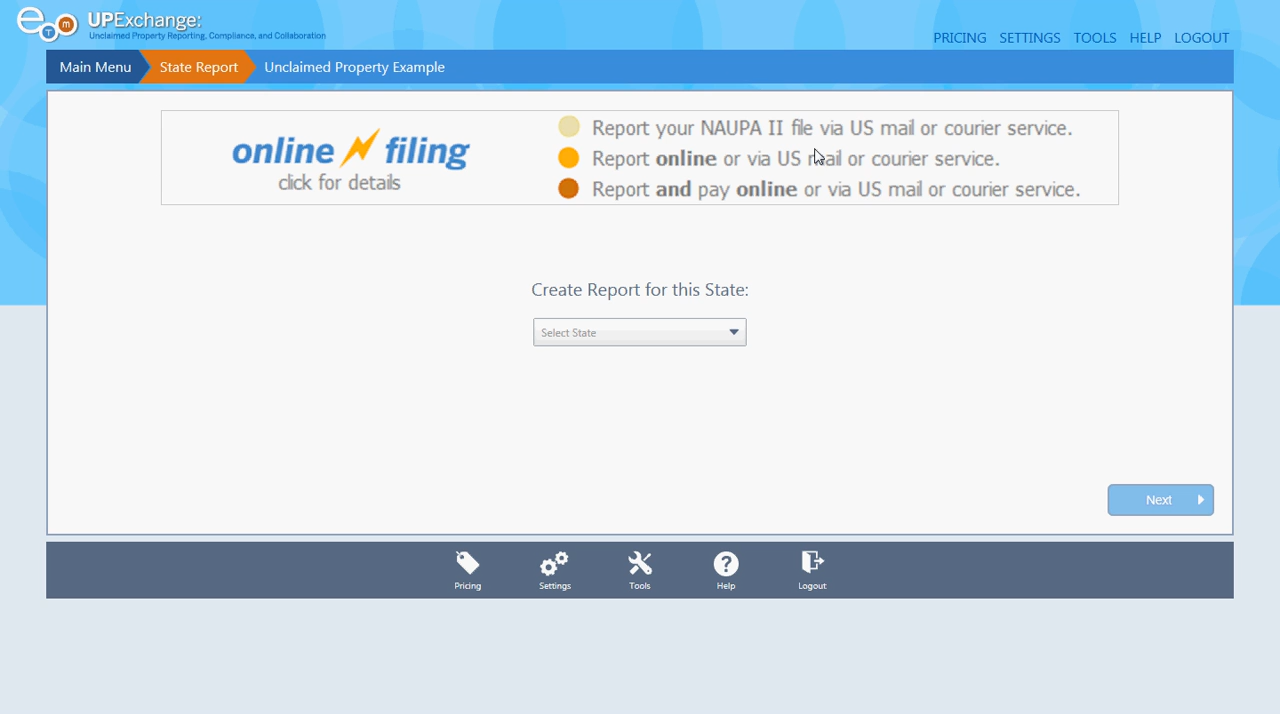 eTm UPExchange:
Unclaimed Property Reporting, Compliance, and Collaboration
PRICING SETTINGS TOOLS HELP LOGOUT
Main Menu State Report Unclaimed Property Example
online filing
click for details
Report your NAUPA II file via US mail or courier service.
Report online or via US mail or courier service.
Report and pay online or via US mail or courier service.
Create Report for this State:
Select State
Next
Pricing Settings Tools Help Logout